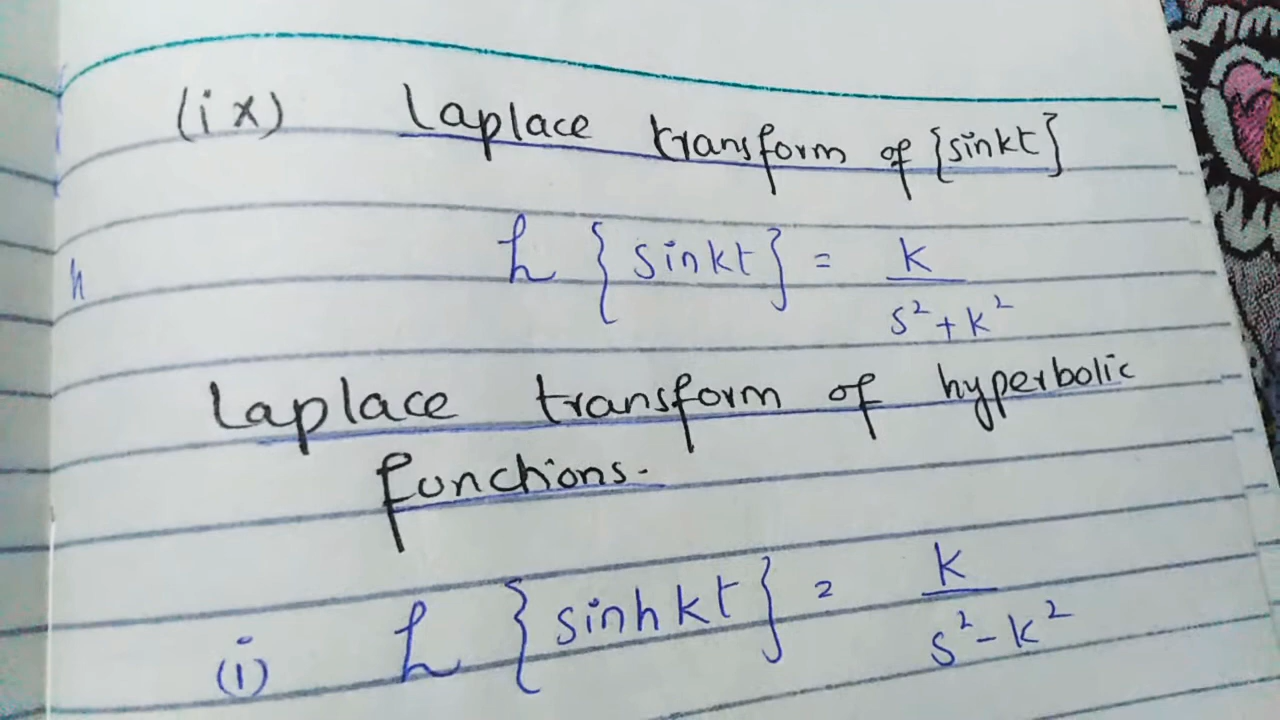 (ix) Laplace transform of {sinkt}
L {sinkt} = k / s² + k²
Laplace transform of hyperbolic
functions.
(i) L {sinhkt} = k / s² - k²